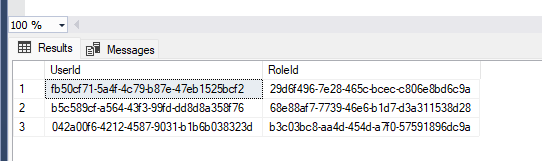 100 %
Results Messages
UserId RoleId
1 fb50cf71-5a4f-4c79-b87e-47eb1525bcf2 29d6f496-7e28-465c-bcec-c806e8bd6c9a
2 b5c589cf-a564-43f3-99fd-dd8d8a358f76 68e88af7-7739-46e6-b1d7-d3a311538d28
3 042a00f6-4212-4587-9031-b1b6b038323d b3c03bc8-aa4d-454d-a7f0-57591896dc9a